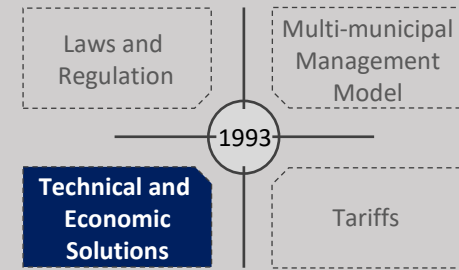 Laws and
Regulation
Multi-municipal
Management
Model
1993
Technical and
Economic
Solutions
Tariffs